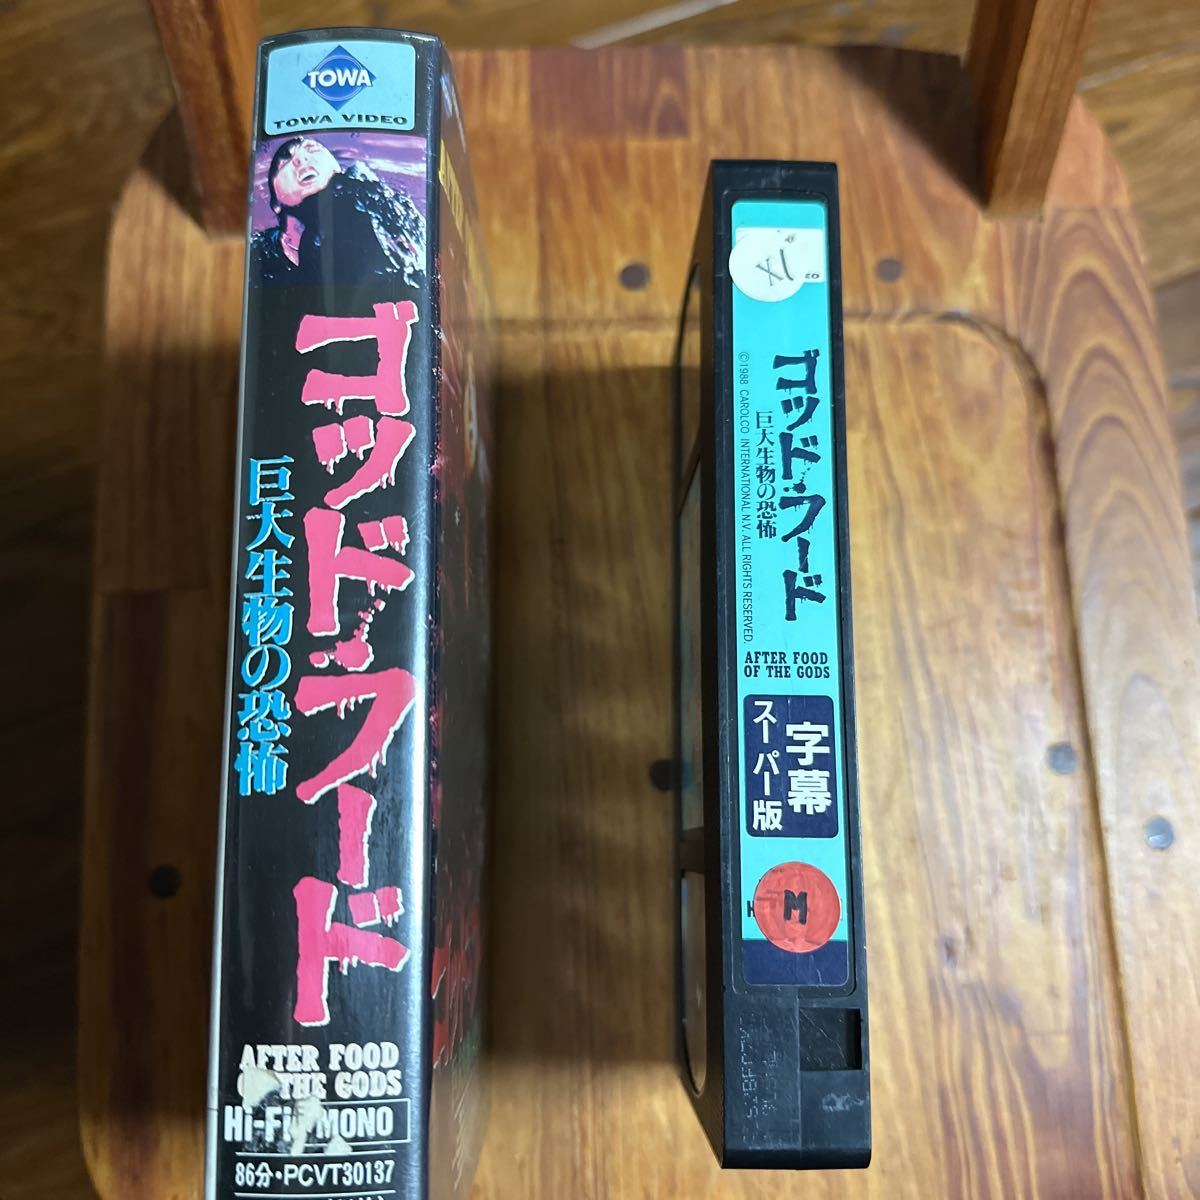 TOWA
TOWA VIDEO
ゴッド・フード
巨大生物の恐怖
AFTER FOOD
OF THE GODS
Hi-Fi MONO
86分・PCVT30137
1X
ゴッド・フード
巨大生物の恐怖
©1988 CAROLCO INTERNATIONAL N.V. ALL RIGHTS RESERVED.
AFTER FOOD
OF THE GODS
字幕
スーパー版
M